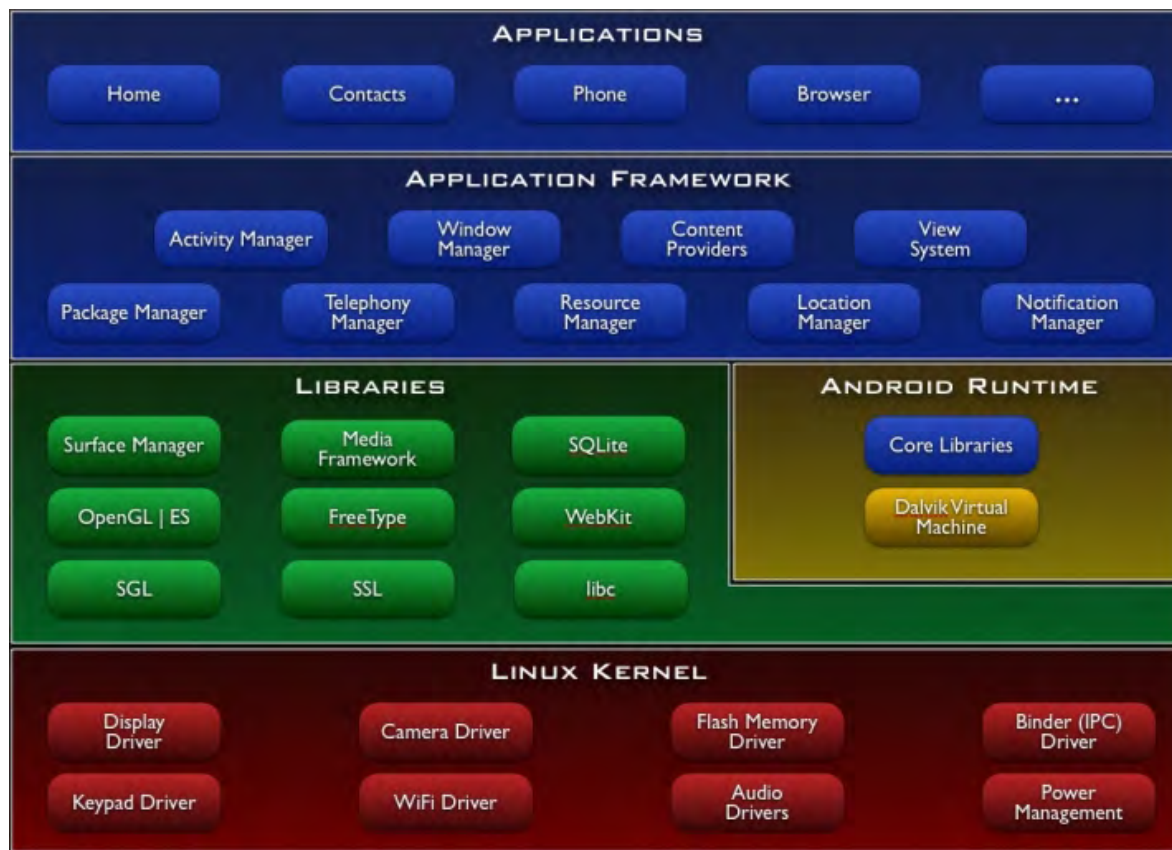 APPLICATIONS
Home
Contacts
Phone
Browser
...
APPLICATION FRAMEWORK
Activity Manager
Window
Manager
Content
Providers
View
System
Package Manager
Telephony
Manager
Resource
Manager
Location
Manager
Notification
Manager
LIBRARIES
Surface Manager
Media
Framework
SQLite
OpenGL | ES
FreeType
WebKit
SGL
SSL
libc
ANDROID RUNTIME
Core Libraries
Dalvik Virtual
Machine
LINUX KERNEL
Display
Driver
Camera Driver
Flash Memory
Driver
Binder (IPC)
Driver
Keypad Driver
WiFi Driver
Audio
Drivers
Power
Management